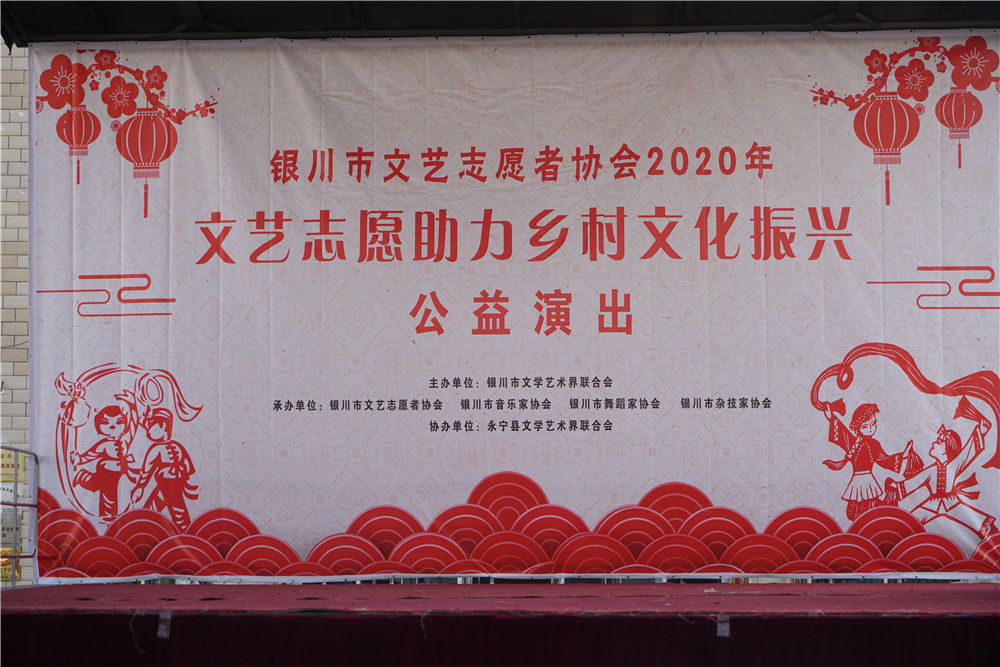 银川市文艺志愿者协会2020年
文艺志愿助力乡村文化振兴
公益演出
主办单位：银川市文学艺术界联合会
承办单位：银川市文艺志愿者协会 银川市音乐家协会 银川市舞蹈家协会 银川市杂技家协会
协办单位：永宁县文学艺术界联合会